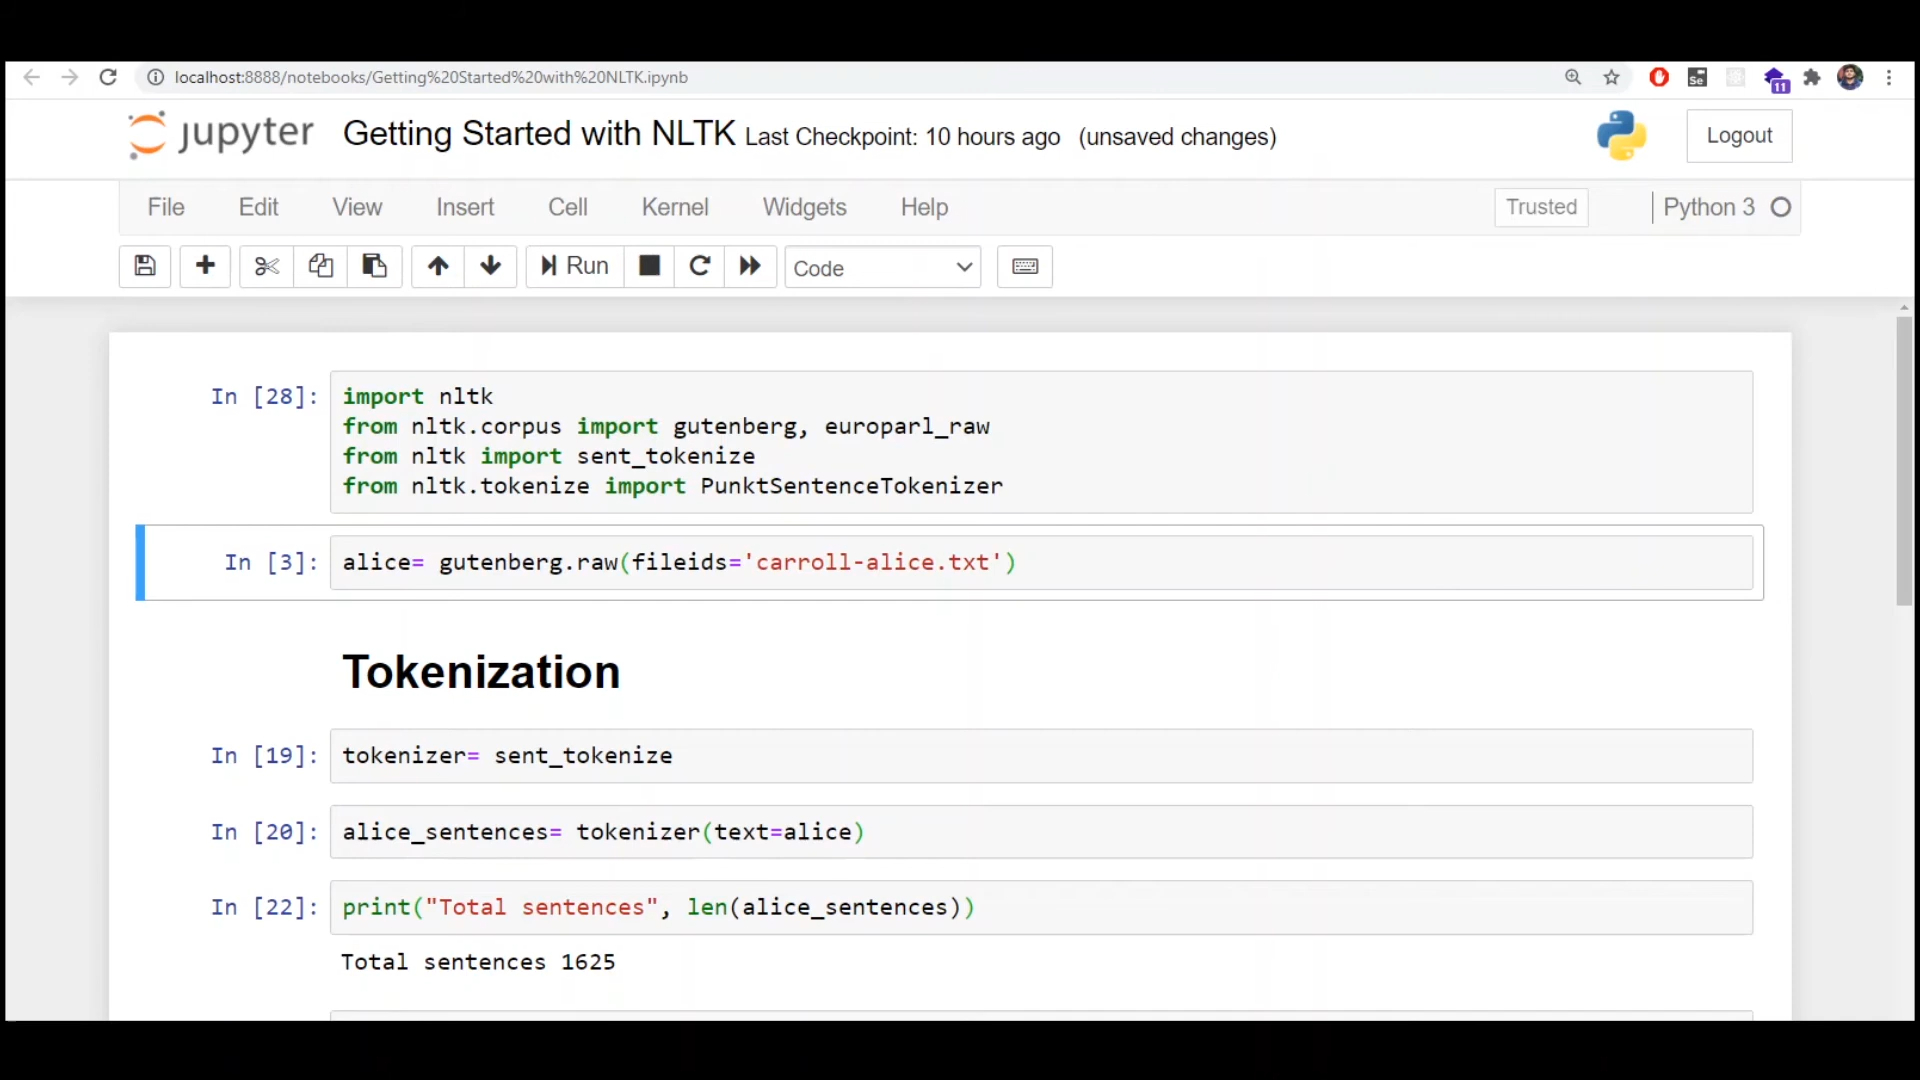 localhost:8888/notebooks/Getting%20Started%20with%20NLTK.ipynb
Se
11
jupyter Getting Started with NLTK Last Checkpoint: 10 hours ago (unsaved changes)
Logout
File Edit View Insert Cell Kernel Widgets Help Trusted Python 3
Run Code
In [28]: import nltk
from nltk.corpus import gutenberg, europarl_raw
from nltk import sent_tokenize
from nltk.tokenize import PunktSentenceTokenizer
In [3]: alice= gutenberg.raw(fileids='carroll-alice.txt')
Tokenization
In [19]: tokenizer= sent_tokenize
In [20]: alice_sentences= tokenizer(text=alice)
In [22]: print("Total sentences", len(alice_sentences))
Total sentences 1625